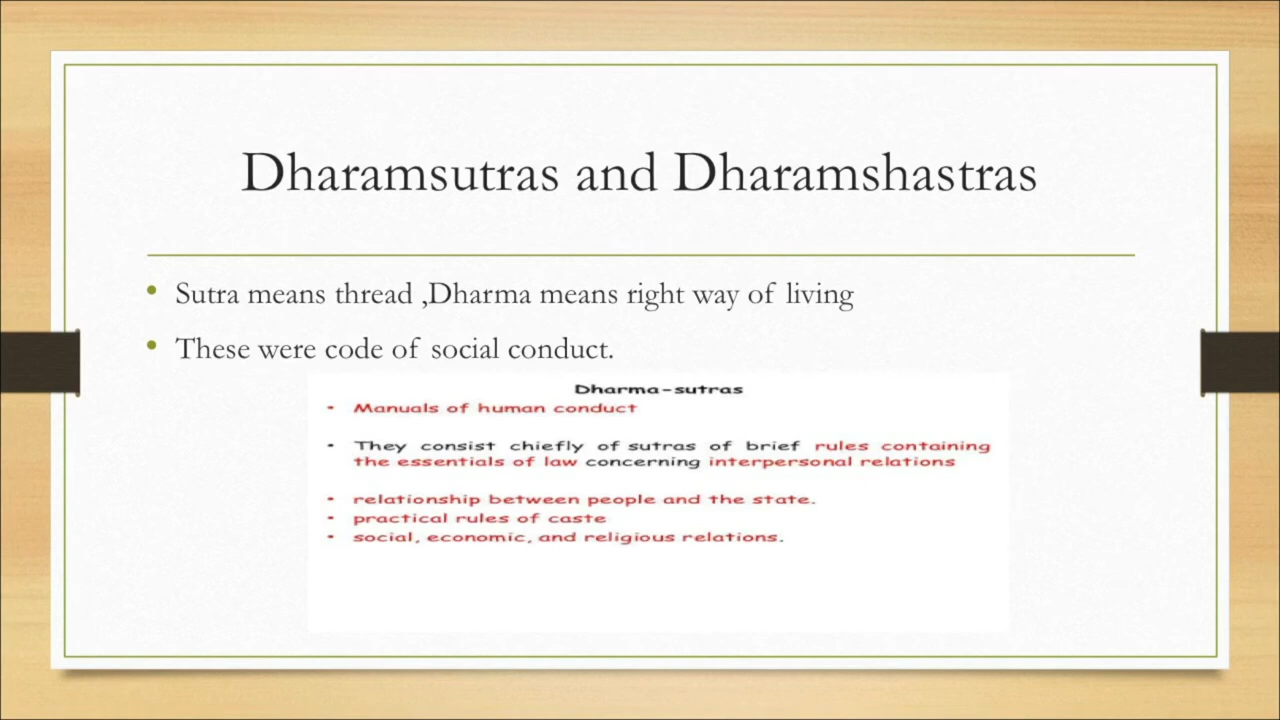 Dharamsutras and Dharamshastras
• Sutra means thread ,Dharma means right way of living
• These were code of social conduct.
Dharma-sutras
• Manuals of human conduct
• They consist chiefly of sutras of brief rules containing
the essentials of law concerning interpersonal relations
• relationship between people and the state.
• practical rules of caste
• social, economic, and religious relations.